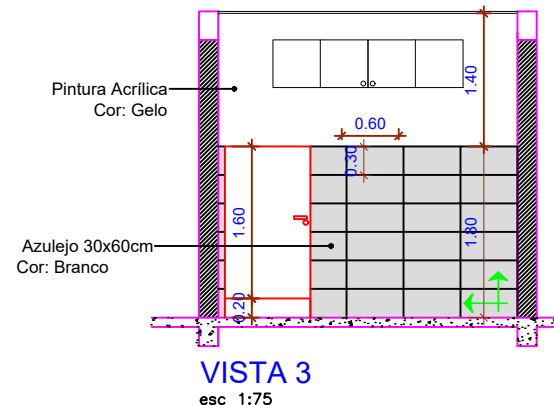 1.40
Pintura Acrílica
Cor: Gelo
0.60
0.30
1.60
1.80
Azulejo 30x60cm
Cor: Branco
0.20
VISTA 3
esc 1:75